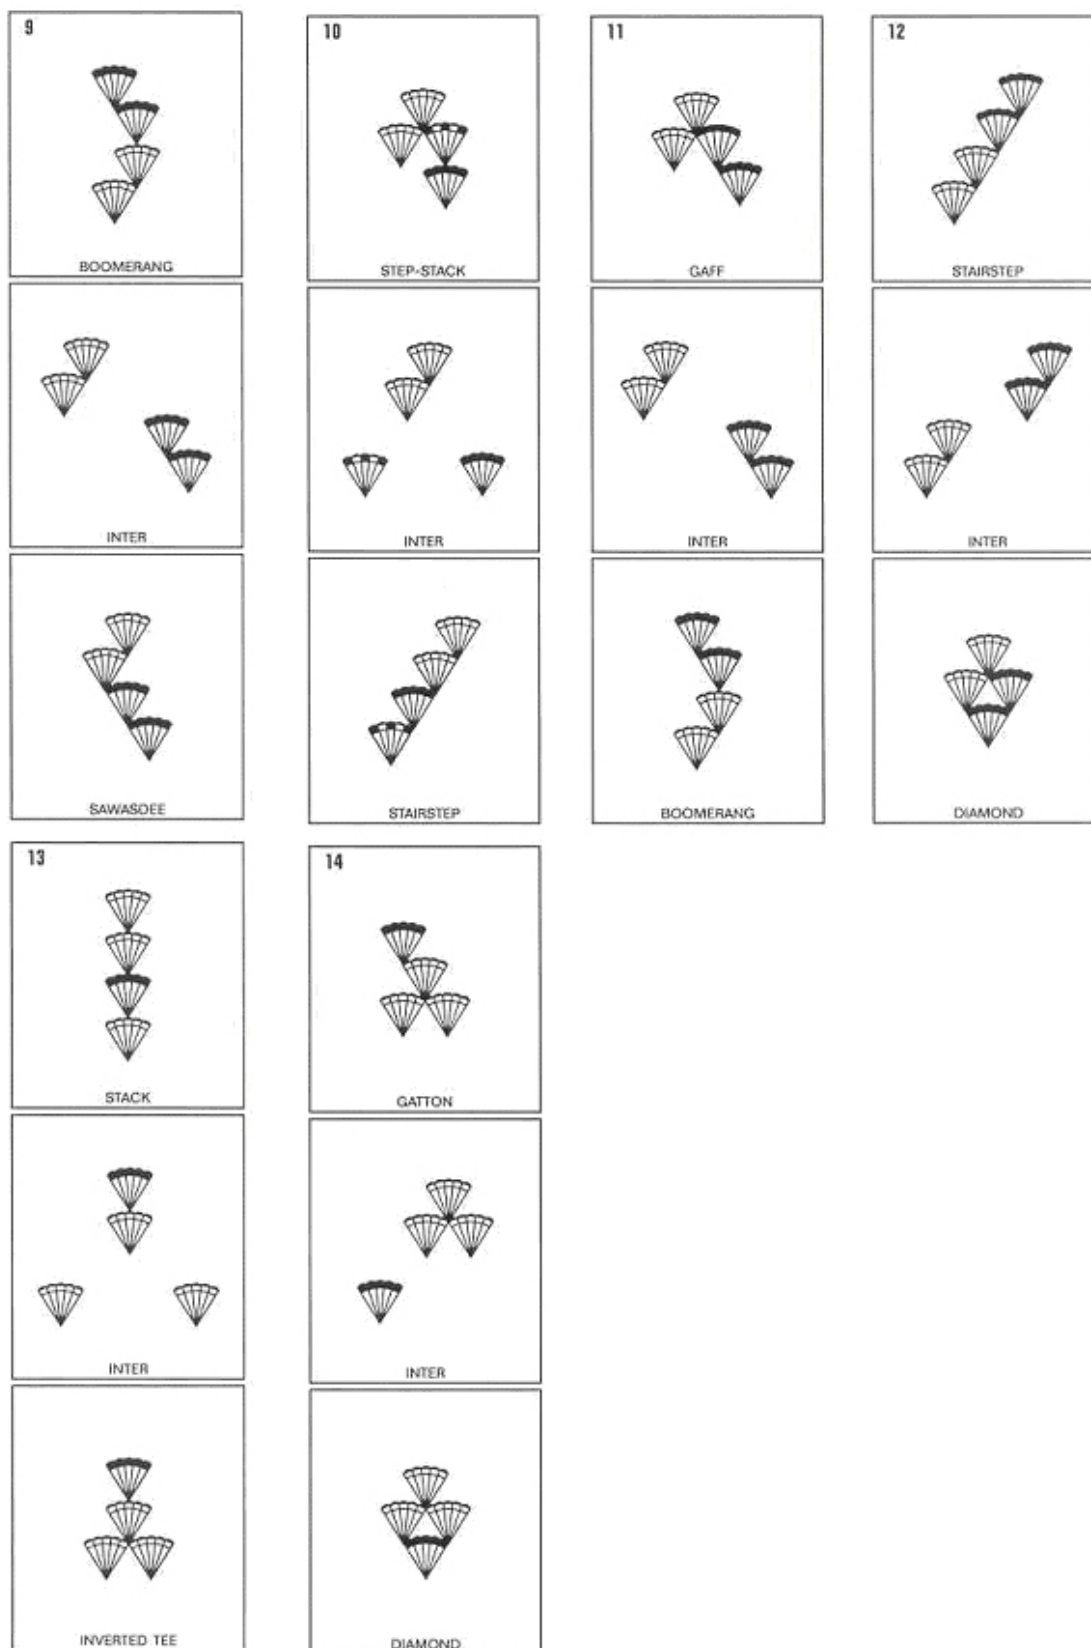 9
10
11
12
BOOMERANG
STEP-STACK
GAFF
STAIRSTEP
INTER
INTER
INTER
INTER
SAWASDEE
STAIRSTEP
BOOMERANG
DIAMOND
13
14
STACK
GATTON
INTER
INTER
INVERTED TEE
DIAMOND